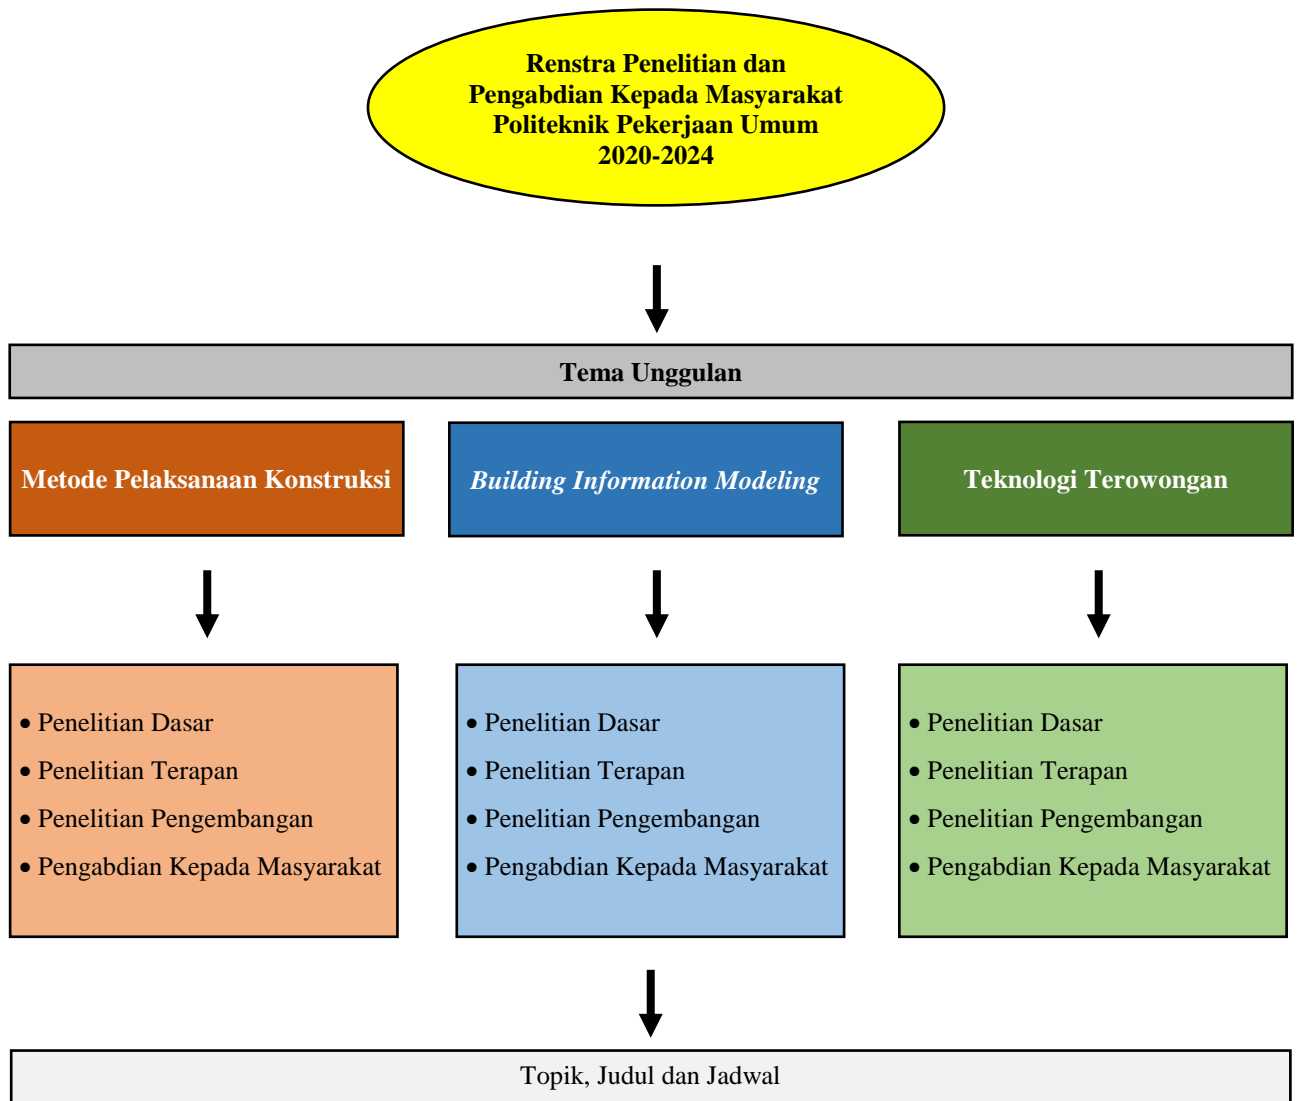 Renstra Penelitian dan
Pengabdian Kepada Masyarakat
Politeknik Pekerjaan Umum
2020-2024
Tema Unggulan
Metode Pelaksanaan Konstruksi
Building Information Modeling
Teknologi Terowongan
• Penelitian Dasar
• Penelitian Terapan
• Penelitian Pengembangan
• Pengabdian Kepada Masyarakat
• Penelitian Dasar
• Penelitian Terapan
• Penelitian Pengembangan
• Pengabdian Kepada Masyarakat
• Penelitian Dasar
• Penelitian Terapan
• Penelitian Pengembangan
• Pengabdian Kepada Masyarakat
Topik, Judul dan Jadwal